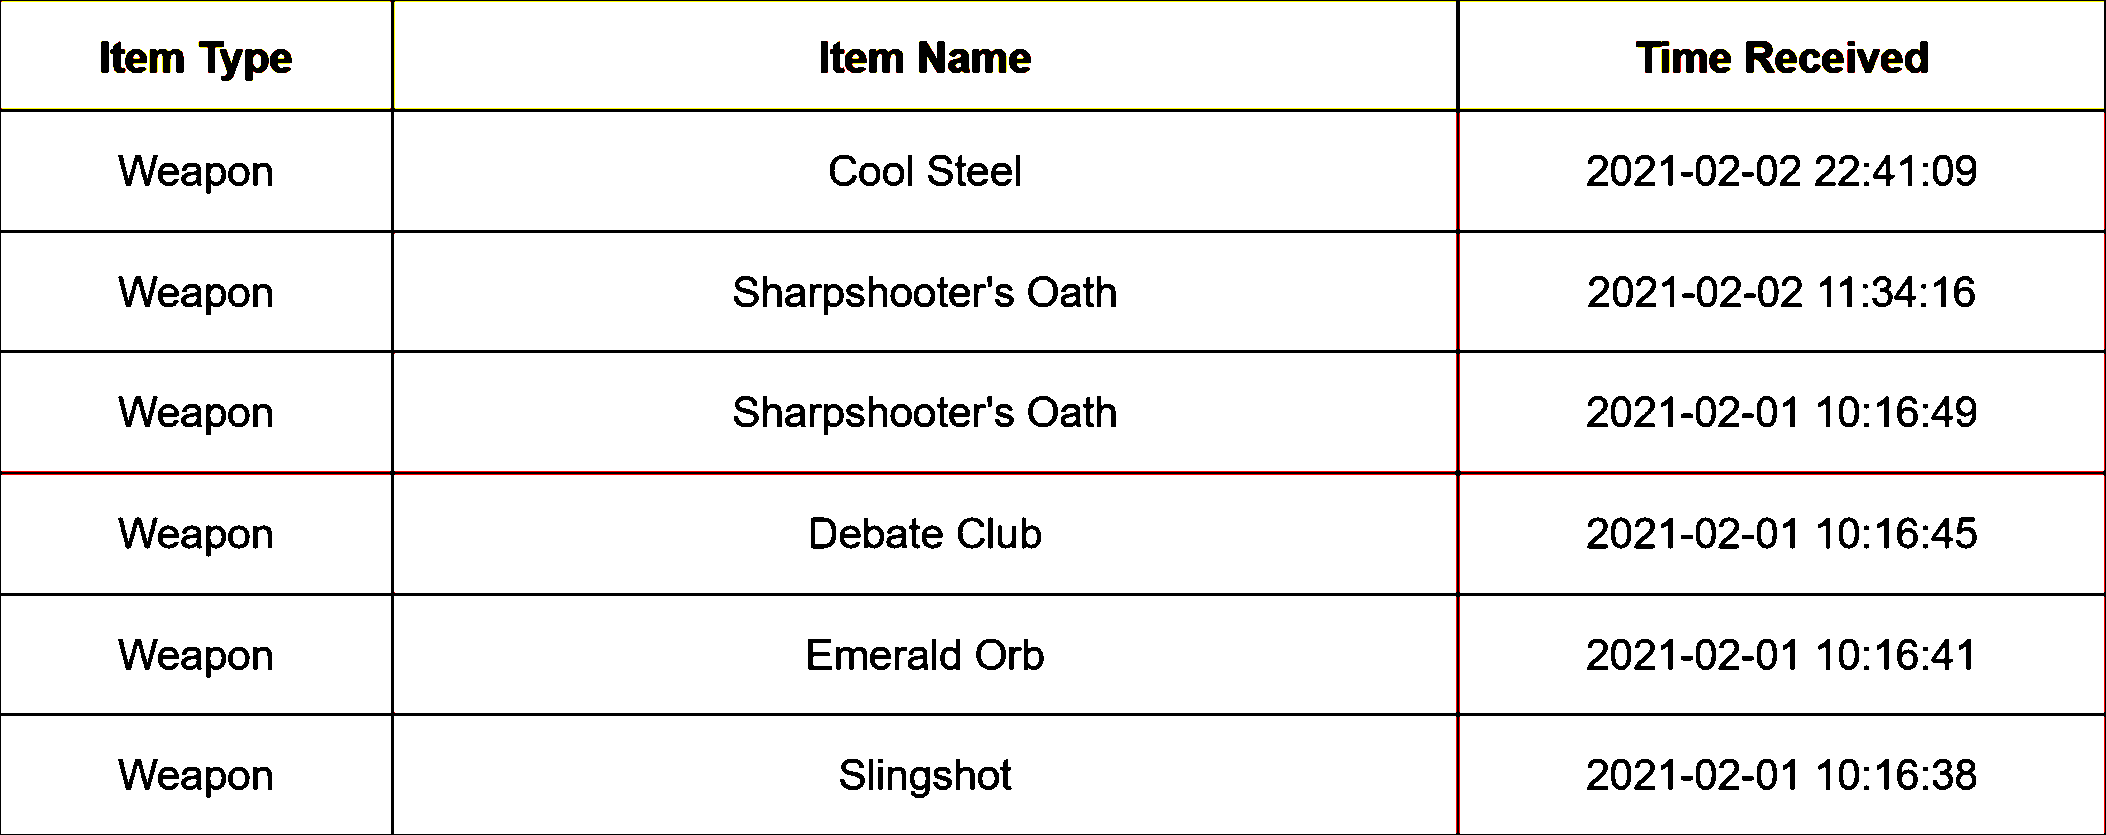 Item Type Item Name Time Received
Weapon Cool Steel 2021-02-02 22:41:09
Weapon Sharpshooter's Oath 2021-02-02 11:34:16
Weapon Sharpshooter's Oath 2021-02-01 10:16:49
Weapon Debate Club 2021-02-01 10:16:45
Weapon Emerald Orb 2021-02-01 10:16:41
Weapon Slingshot 2021-02-01 10:16:38